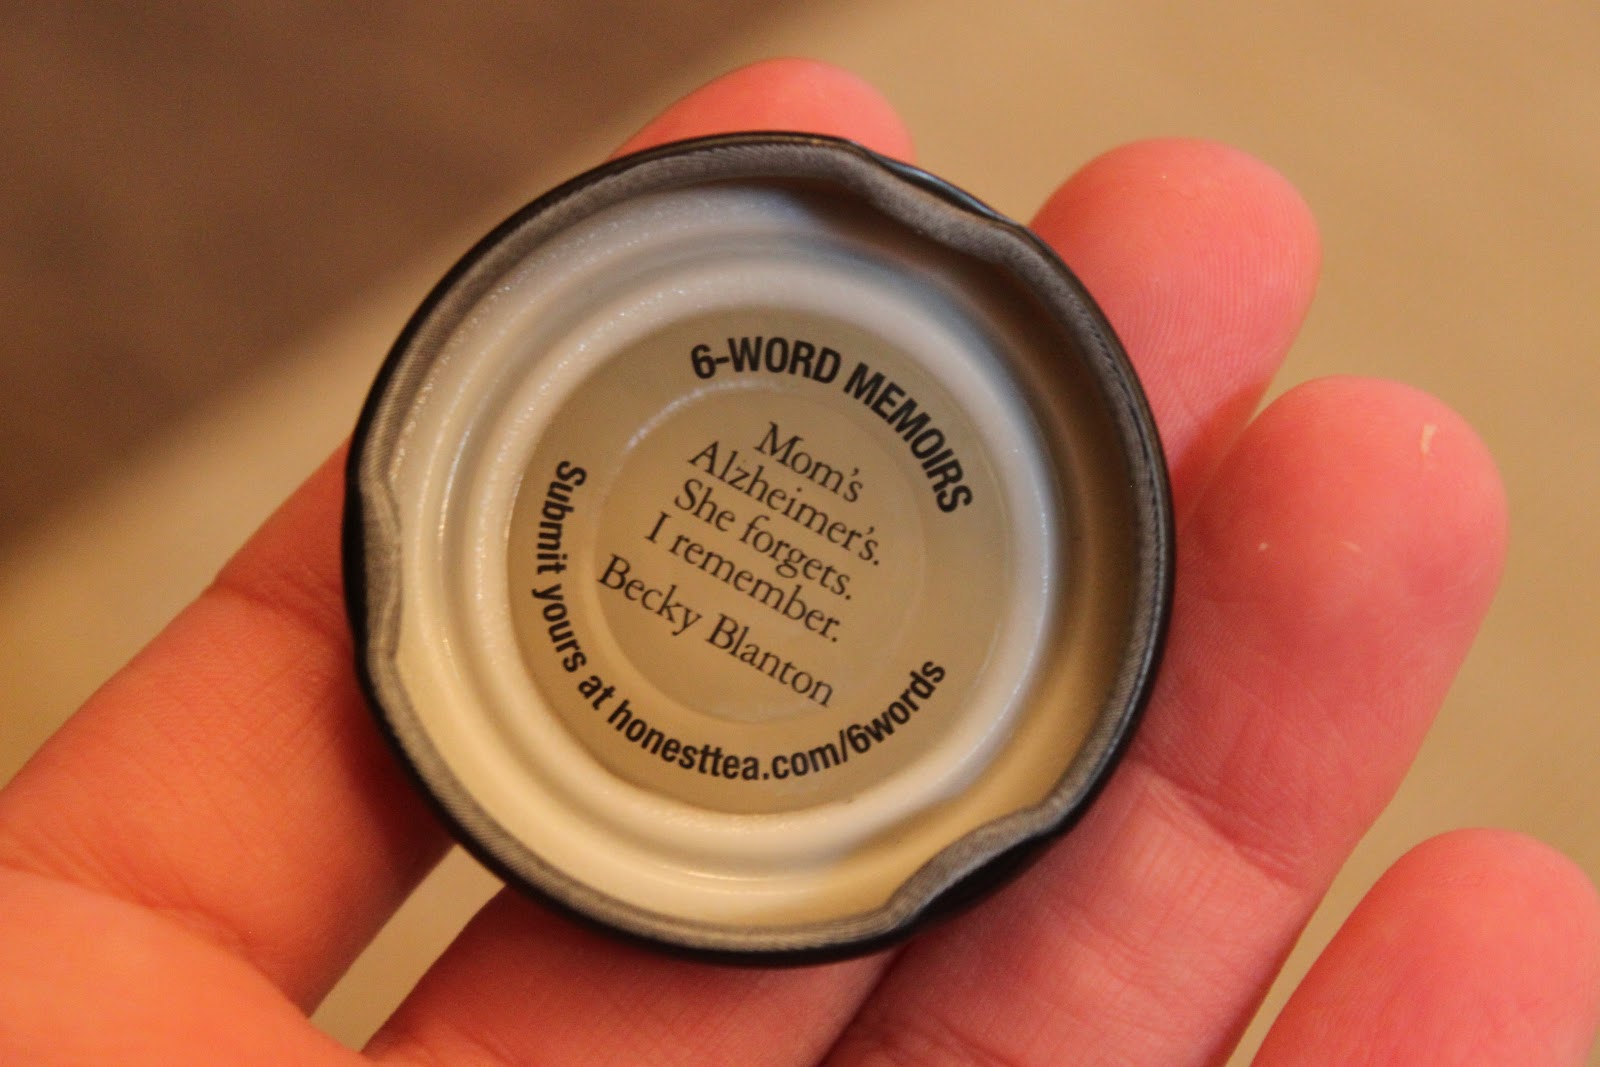 6-WORD MEMOIRS
Mom's
Alzheimer's.
She forgets.
I remember.
Becky Blanton
Submit yours at honesttea.com/6words